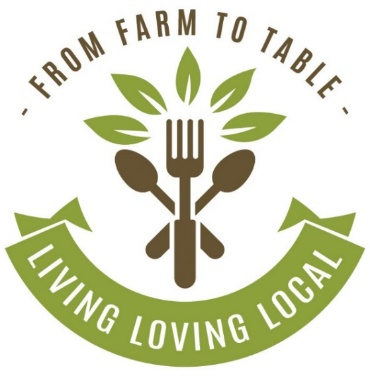 - FROM FARM TO TABLE -
LIVING LOVING LOCAL